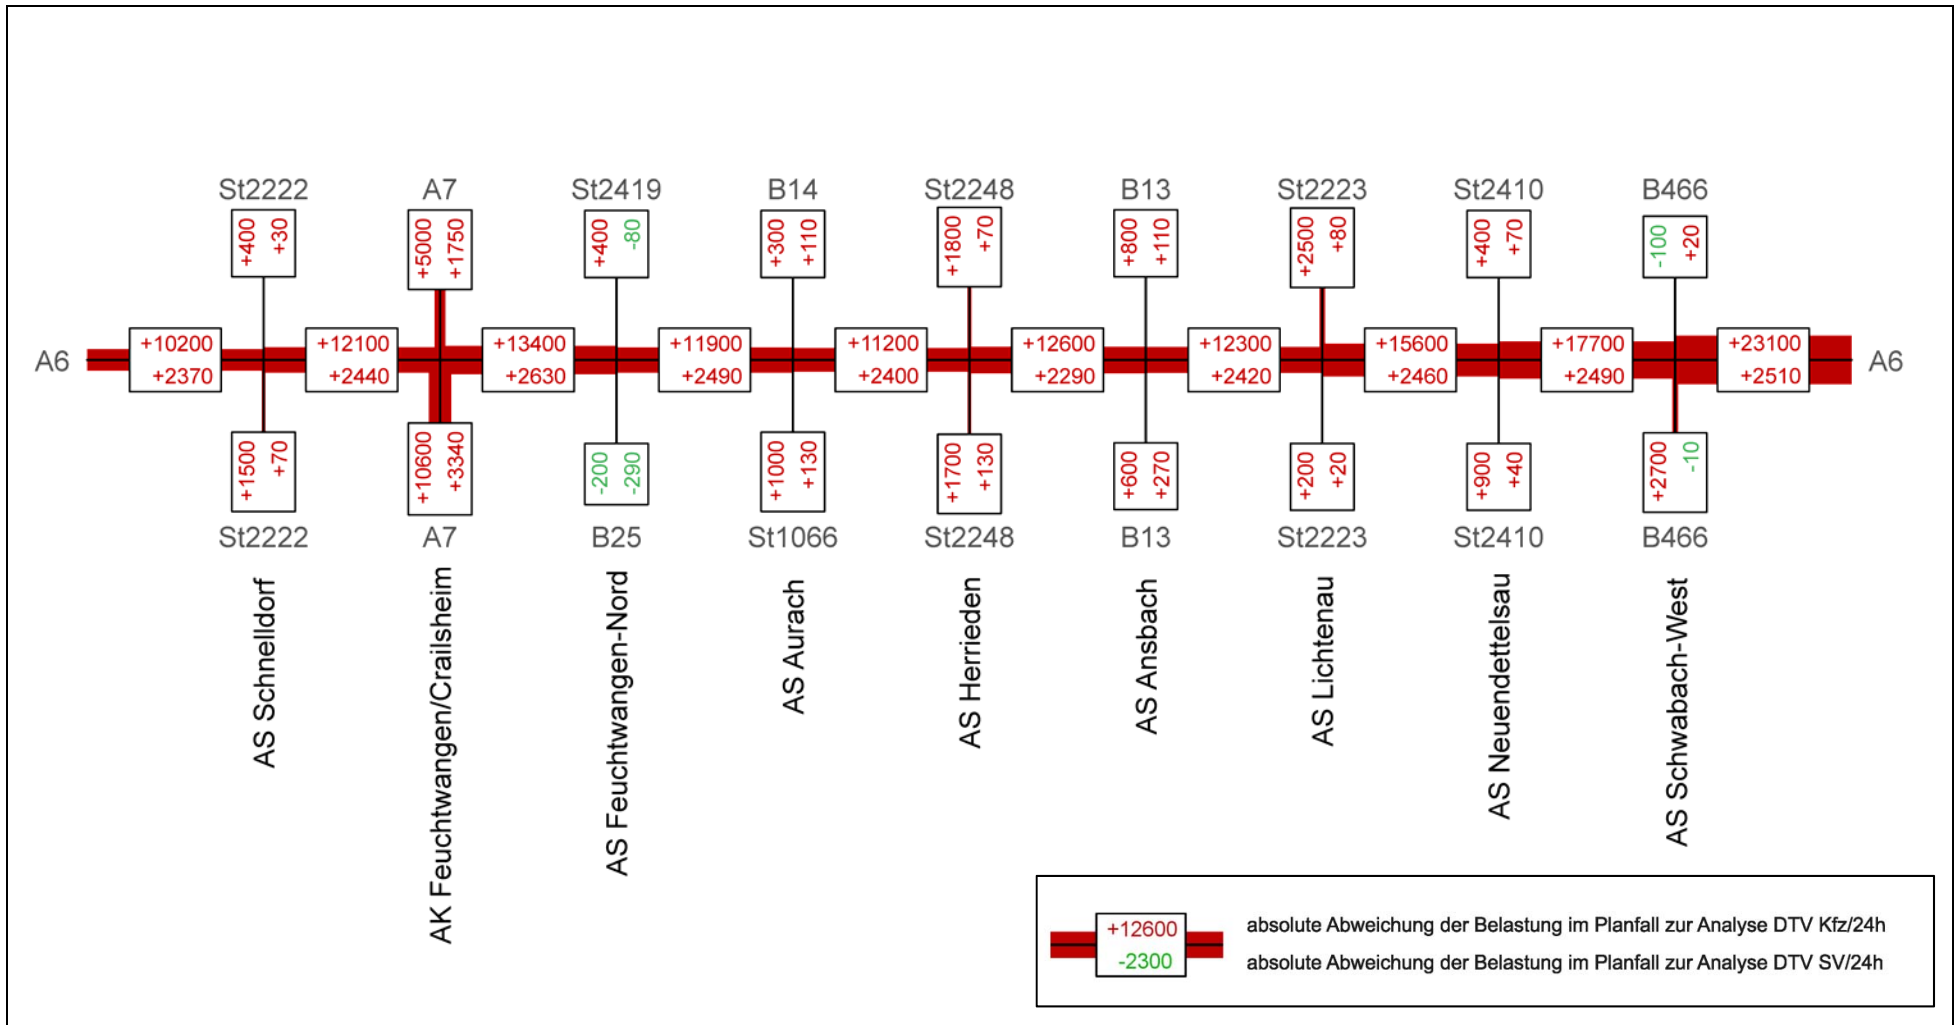 St2222 A7 St2419 B14 St2248 B13 St2223 St2410 B466
+400 +5000 +400 +300 +1800 +800 +2500 +400 -100
+30 +1750 -80 +110 +70 +110 +80 +70 +20
A6 +10200 +12100 +13400 +11900 +11200 +12600 +12300 +15600 +17700 +23100 A6
+2370 +2440 +2630 +2490 +2400 +2290 +2420 +2460 +2490 +2510
+1500 +10600 -200 +1000 +1700 +600 +200 +900 +2700
+70 +3340 -290 +130 +130 +270 +20 +40 -10
St2222 A7 B25 St1066 St2248 B13 St2223 St2410 B466
AS Schnelldorf
AK Feuchtwangen/Crailsheim
AS Feuchtwangen-Nord
AS Aurach
AS Herrieden
AS Ansbach
AS Lichtenau
AS Neuendettelsau
AS Schwabach-West
+12600 absolute Abweichung der Belastung im Planfall zur Analyse DTV Kfz/24h
-2300 absolute Abweichung der Belastung im Planfall zur Analyse DTV SV/24h